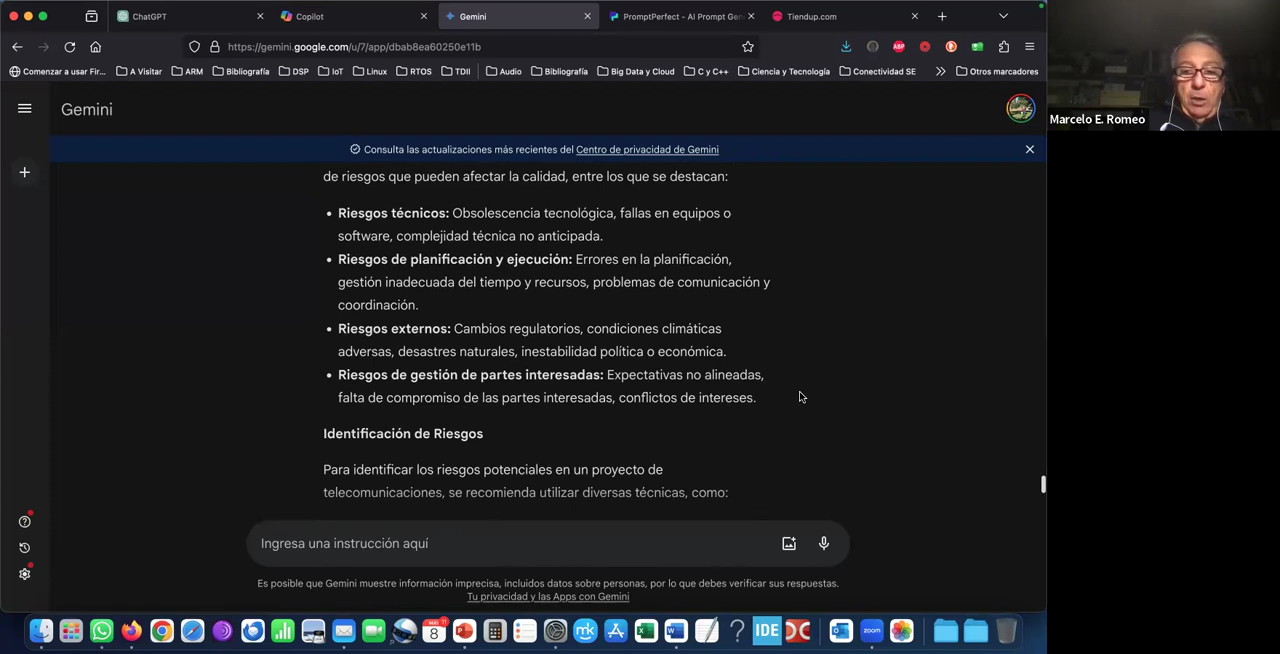 ChatGPT
Copilot
Gemini
PromptPerfect - AI Prompt Gen
Tiendup.com
https://gemini.google.com/u/7/app/dbab8ea60250e11b
Comenzar a usar Fir...
A Visitar
ARM
Bibliografía
DSP
IoT
Linux
RTOS
TDII
Audio
Bibliografía
Big Data y Cloud
C y C++
Ciencia y Tecnología
Conectividad SE
Otros marcadores
Gemini
Marcelo E. Romeo
Consulta las actualizaciones más recientes del Centro de privacidad de Gemini
de riesgos que pueden afectar la calidad, entre los que se destacan:
• Riesgos técnicos: Obsolescencia tecnológica, fallas en equipos o
software, complejidad técnica no anticipada.
• Riesgos de planificación y ejecución: Errores en la planificación,
gestión inadecuada del tiempo y recursos, problemas de comunicación y
coordinación.
• Riesgos externos: Cambios regulatorios, condiciones climáticas
adversas, desastres naturales, inestabilidad política o económica.
• Riesgos de gestión de partes interesadas: Expectativas no alineadas,
falta de compromiso de las partes interesadas, conflictos de intereses.
Identificación de Riesgos
Para identificar los riesgos potenciales en un proyecto de
telecomunicaciones, se recomienda utilizar diversas técnicas, como:
Ingresa una instrucción aquí
Es posible que Gemini muestre información imprecisa, incluidos datos sobre personas, por lo que debes verificar sus respuestas.
Tu privacidad y las Apps con Gemini
8
IDE
zoom